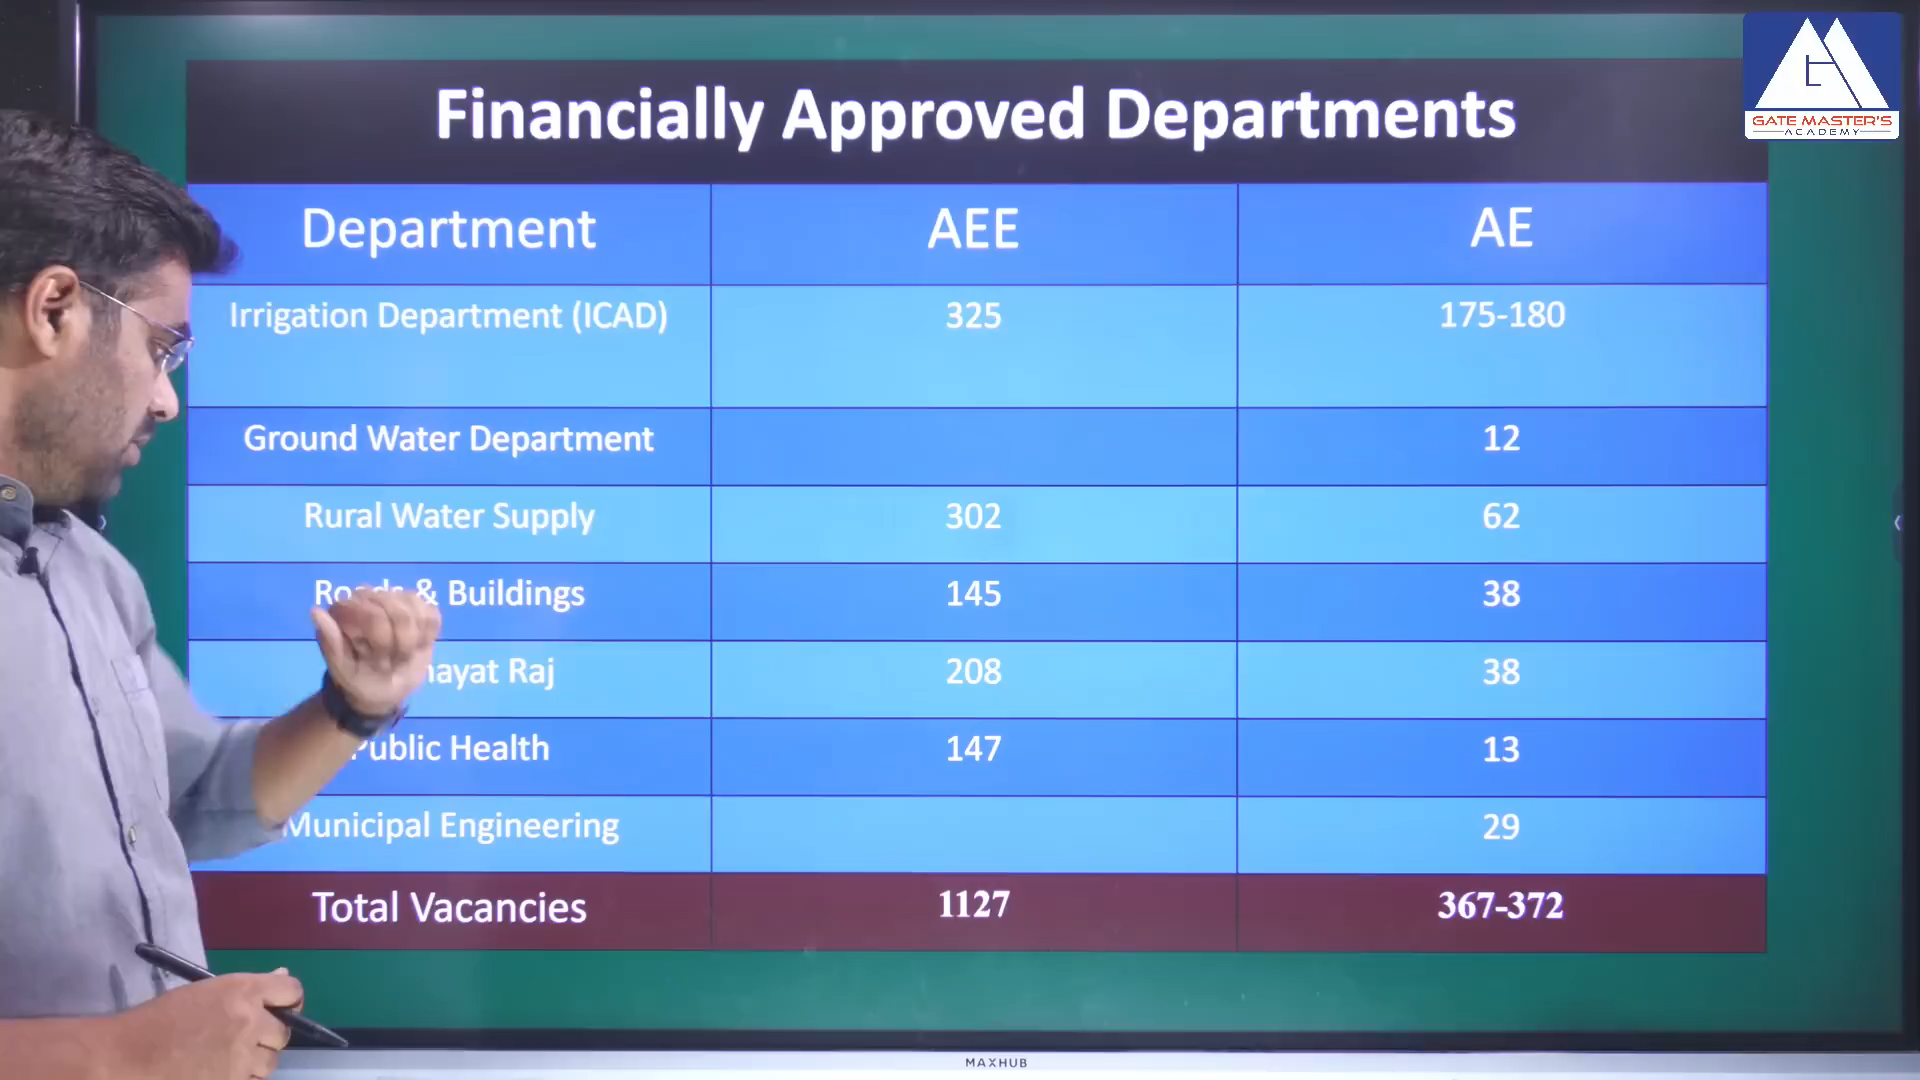 Financially Approved Departments
GATE MASTER'S
ACADEMY
Department AEE AE
Irrigation Department (ICAD) 325 175-180
Ground Water Department 12
Rural Water Supply 302 62
& Buildings 145 38
Raj 208 38
Public Health 147 13
Municipal Engineering 29
Total Vacancies 1127 367-372
MAXHUB